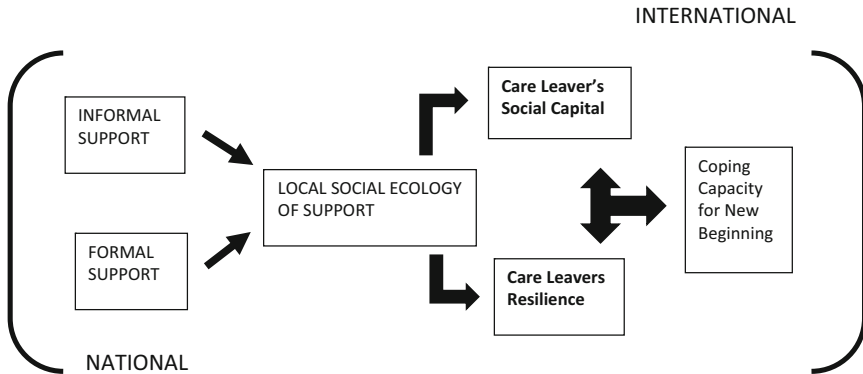 INTERNATIONAL
INFORMAL
SUPPORT
FORMAL
SUPPORT
LOCAL SOCIAL ECOLOGY
OF SUPPORT
Care Leaver’s
Social Capital
Care Leavers
Resilience
Coping
Capacity
for New
Beginning
NATIONAL